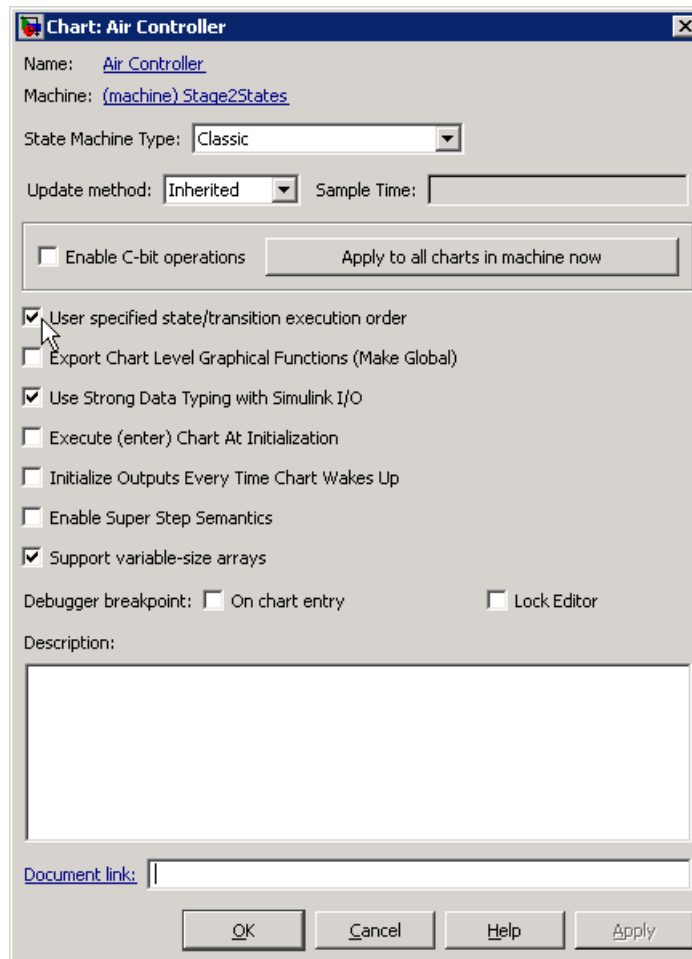 Chart: Air Controller
Name: Air Controller
Machine: (machine) Stage2States
State Machine Type: Classic
Update method: Inherited Sample Time:
Enable C-bit operations Apply to all charts in machine now
User specified state/transition execution order
Export Chart Level Graphical Functions (Make Global)
Use Strong Data Typing with Simulink I/O
Execute (enter) Chart At Initialization
Initialize Outputs Every Time Chart Wakes Up
Enable Super Step Semantics
Support variable-size arrays
Debugger breakpoint: On chart entry Lock Editor
Description:
Document link:
OK Cancel Help Apply